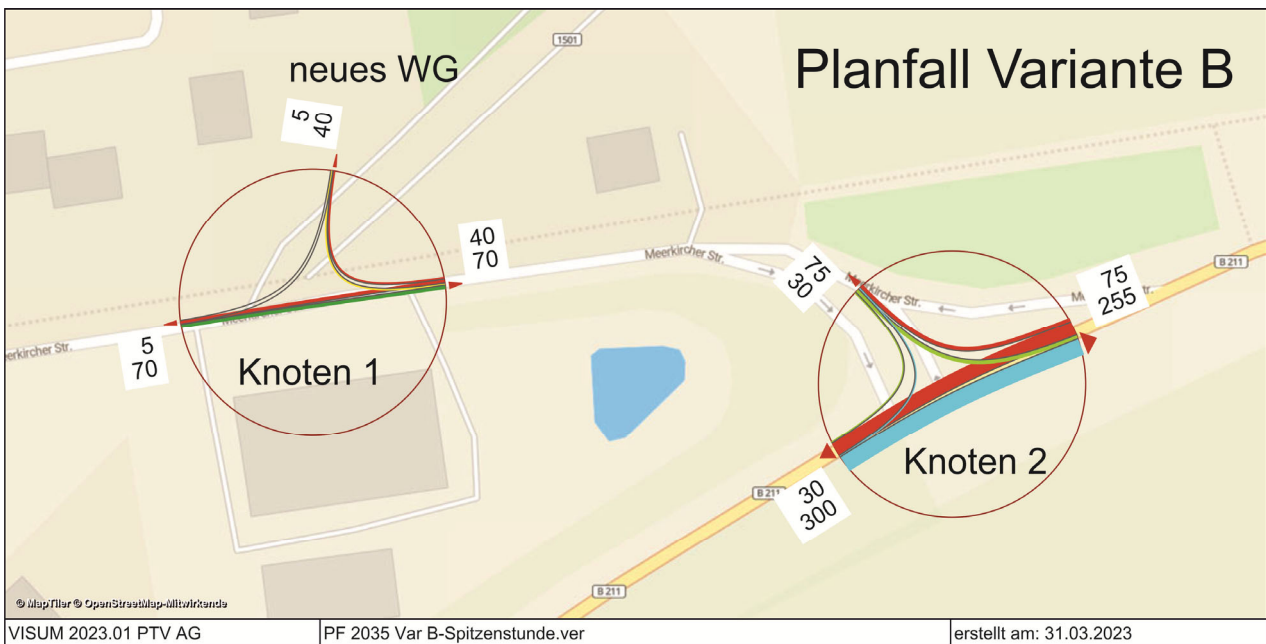 1501
neues WG
Planfall Variante B
5
40
40
70
Meerkircher Str.
75
30
Meerkircher Str.
75
255
B 211
5
70
Knoten 1
Knoten 2
30
300
B 211
B 211
© MapTiler © OpenStreetMap-Mitwirkende
VISUM 2023.01 PTV AG
PF 2035 Var B-Spitzenstunde.ver
erstellt am: 31.03.2023